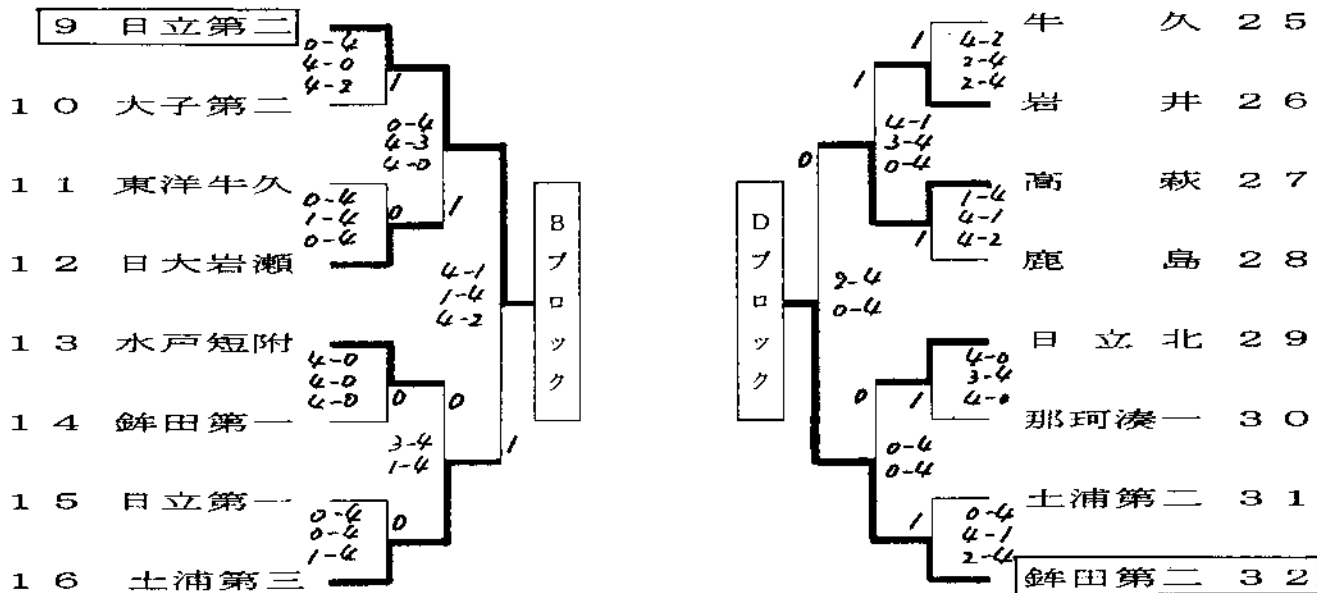 9 日立第二
0-4
4-0
4-2
1
10 大子第二
0-4
4-3
4-0
11 東洋牛久
0-4
1-4
0-4
0
1
12 日大岩瀬
4-1
1-4
4-2
Bブロック
13 水戸短附
4-0
4-0
4-0
0
0
14 鉾田第一
3-4
1-4
1
15 日立第一
0-4
0-4
1-4
0
16 土浦第三
牛久 25
1
4-2
2-4
2-4
1
岩井 26
4-1
3-4
0-4
0
高萩 27
1-4
4-1
4-2
1
鹿島 28
Dブロック
2-4
0-4
日立北 29
4-0
3-4
4-0
0
1
那珂湊一 30
0-4
0-4
土浦第二 31
0-4
4-1
2-4
1
鉾田第二 32